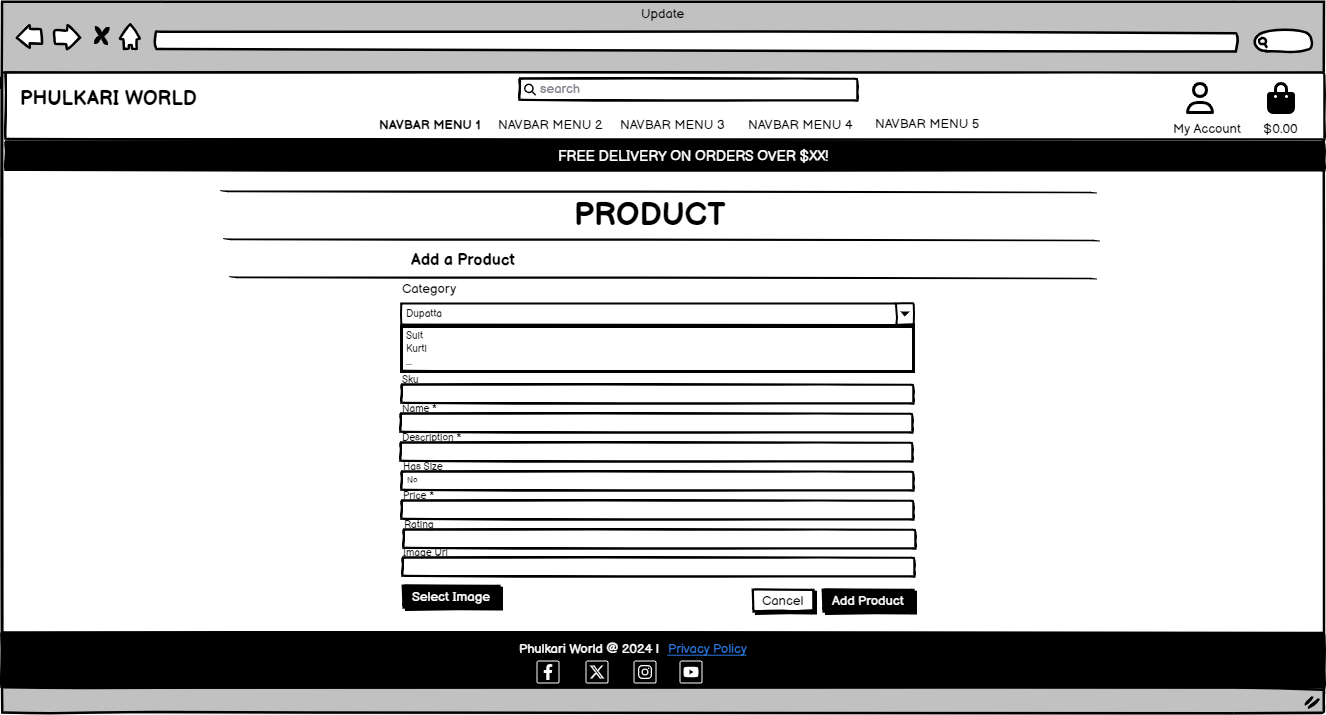 Update
PHULKARI WORLD
search
NAVBAR MENU 1 NAVBAR MENU 2 NAVBAR MENU 3 NAVBAR MENU 4 NAVBAR MENU 5
My Account
$0.00
FREE DELIVERY ON ORDERS OVER $XX!
PRODUCT
Add a Product
Category
Dupatta
Suit
Kurti
...
Sku
Name *
Description *
Has Size
No
Price *
Rating
Image Url
Select Image
Cancel
Add Product
Phulkari World @ 2024 | Privacy Policy